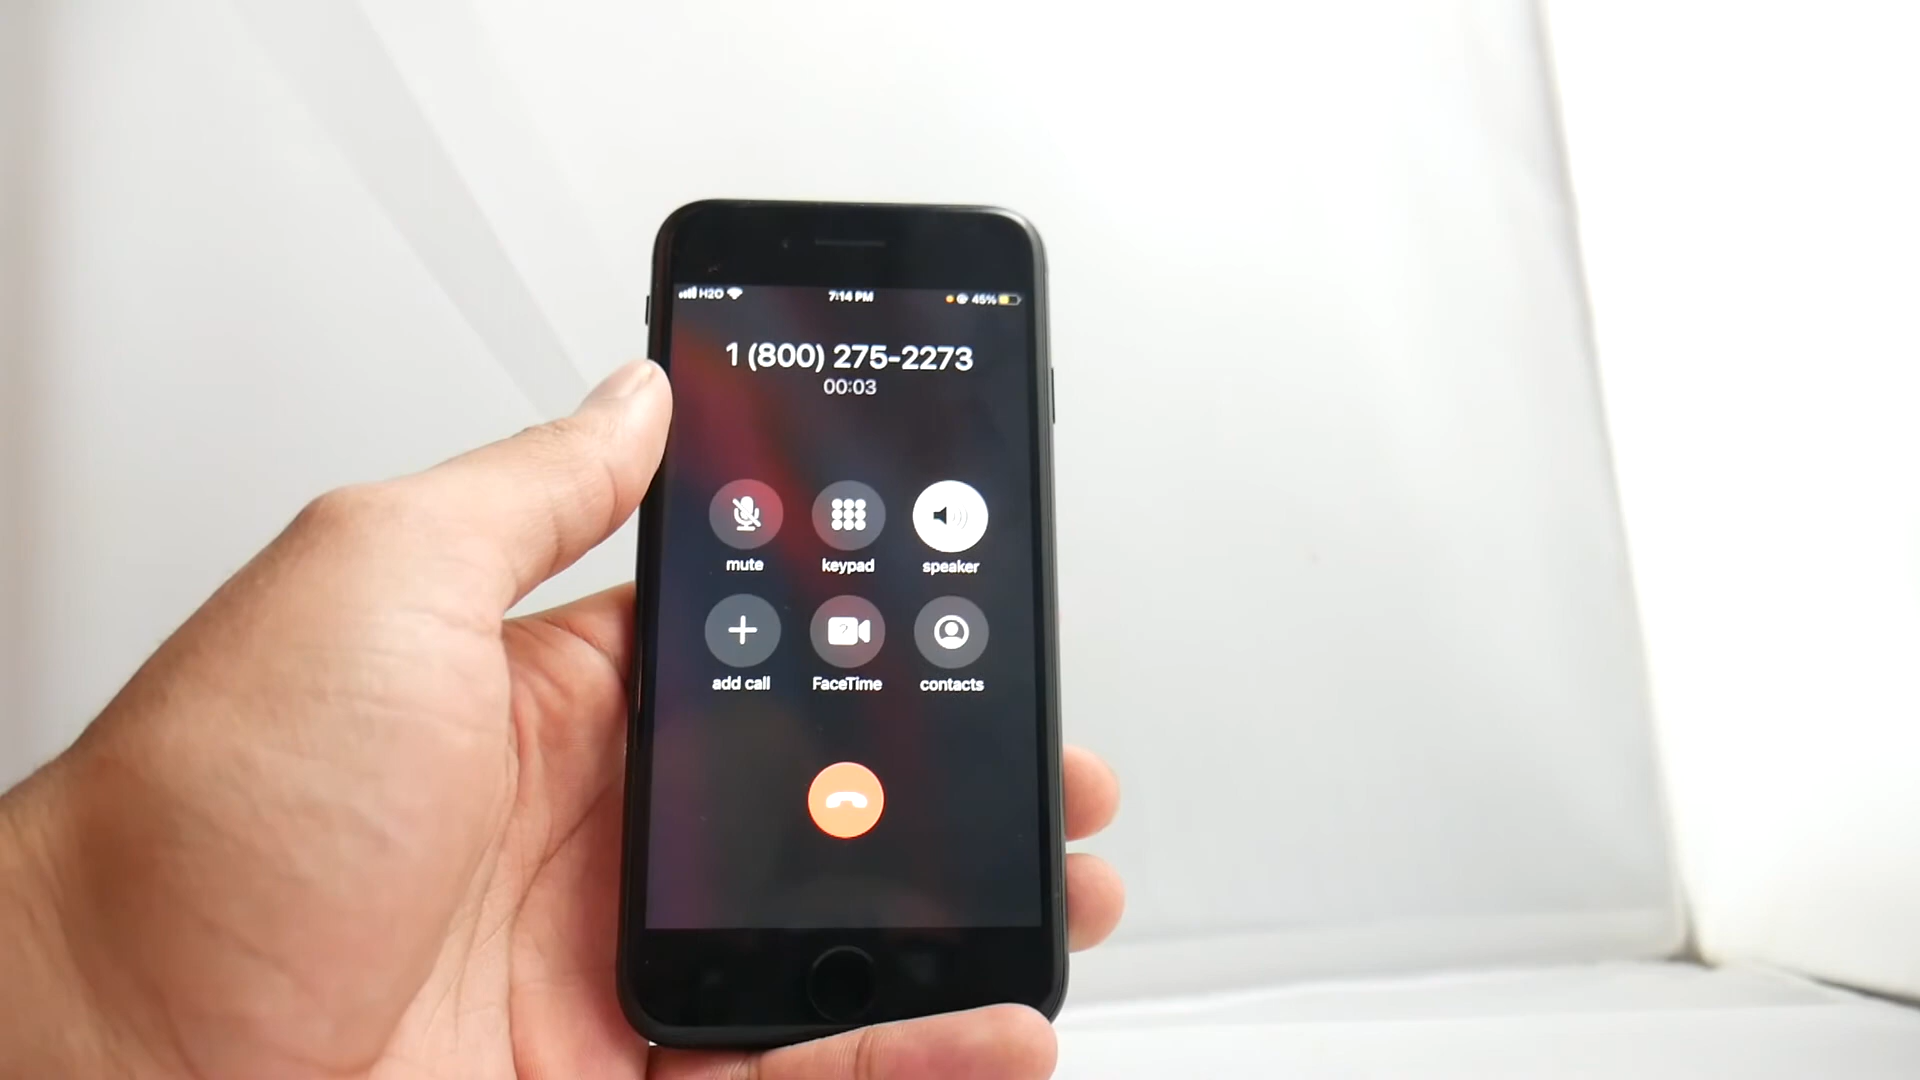 H2O 7:14 PM 45%
1 (800) 275-2273
00:03
mute keypad speaker
add call FaceTime contacts